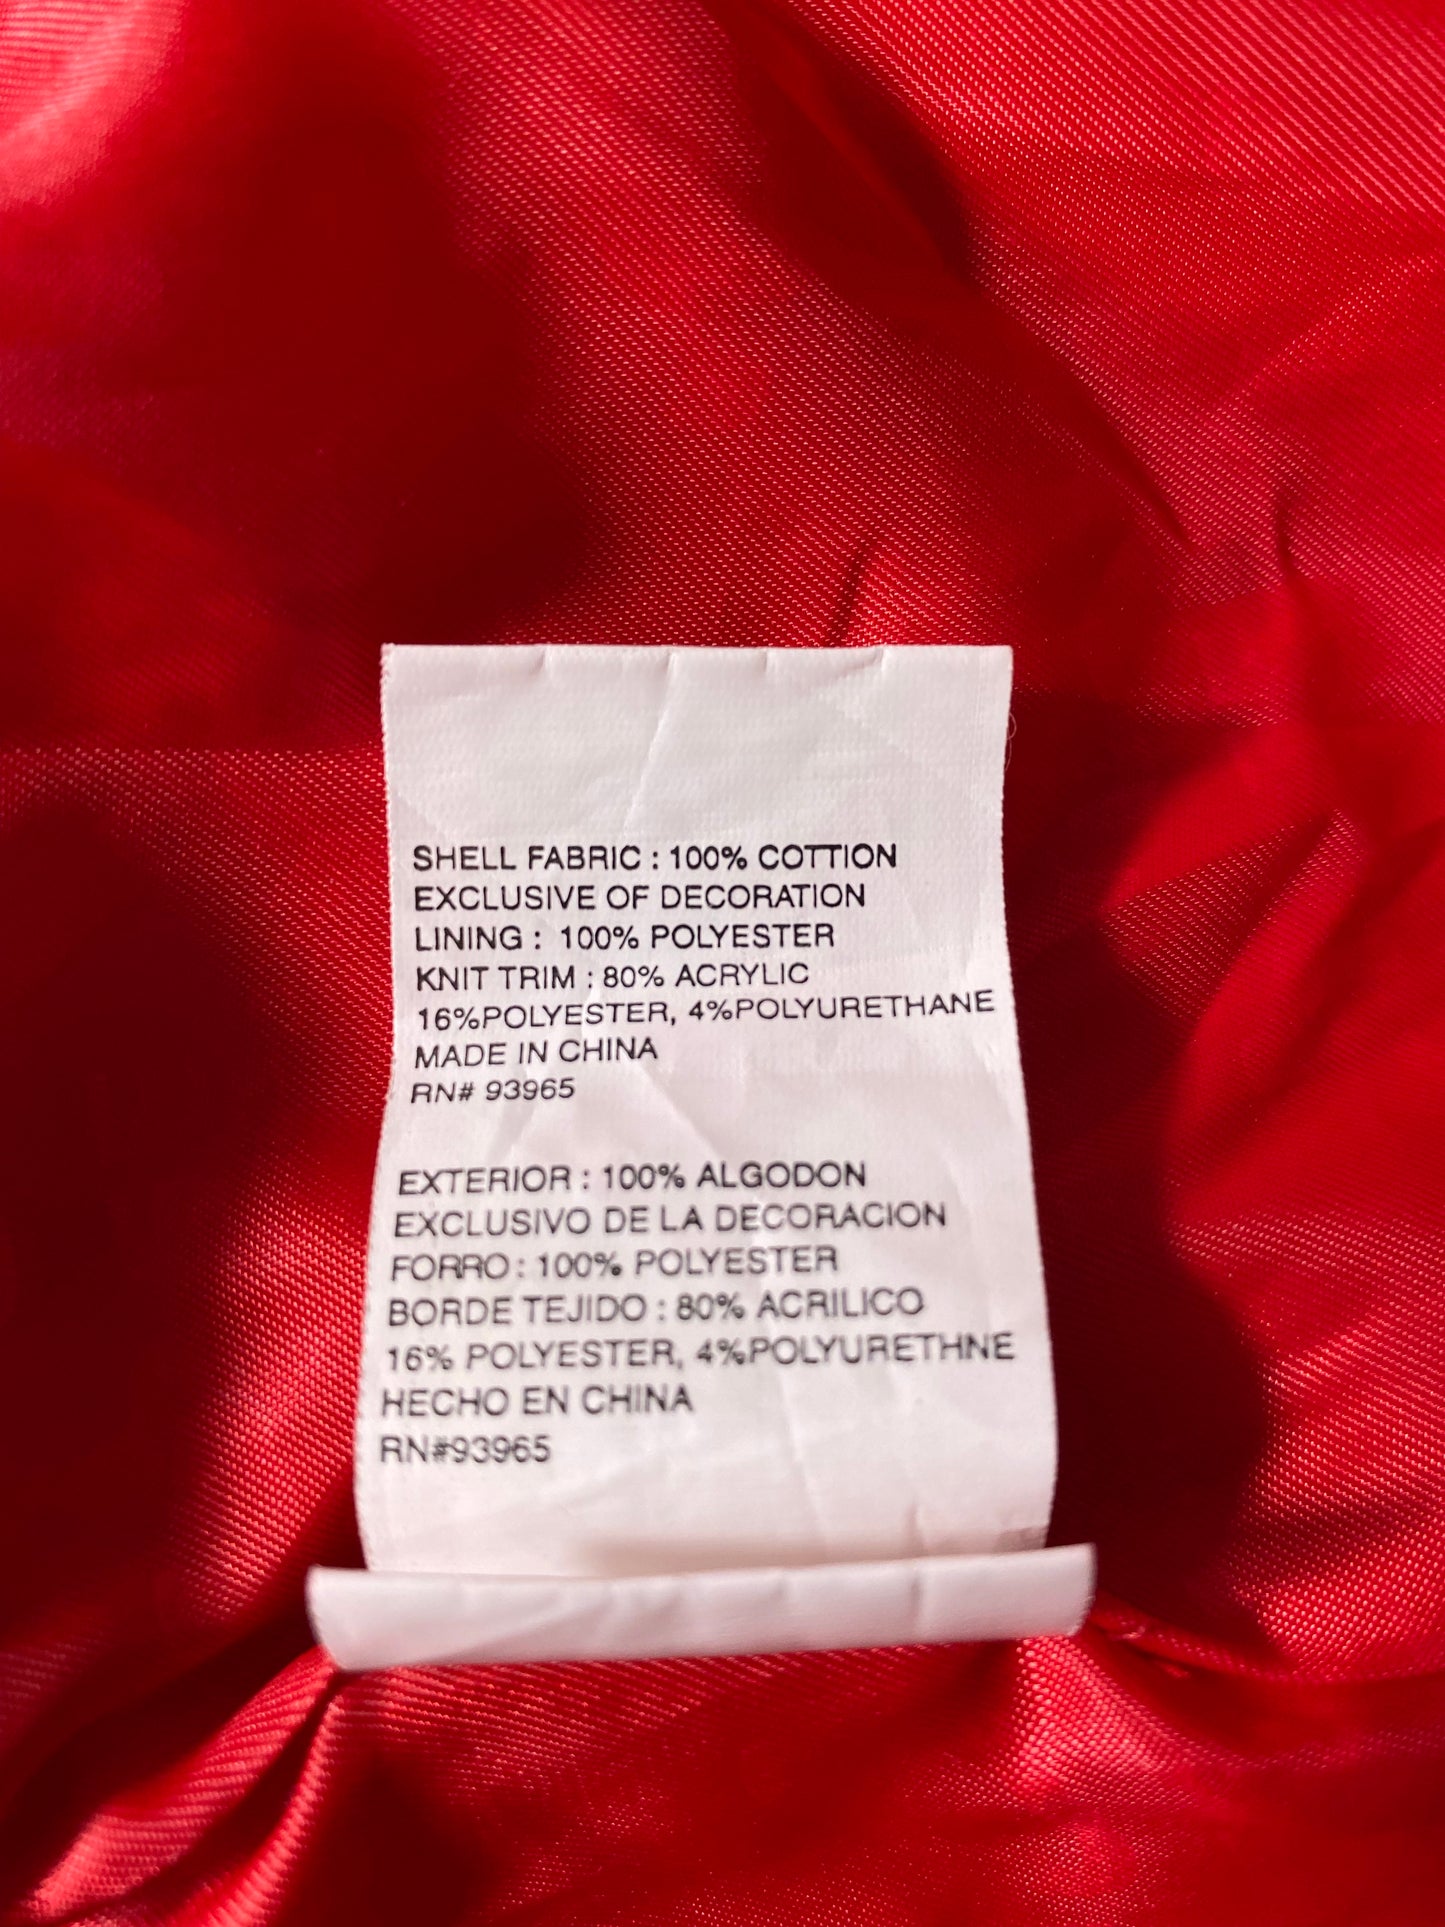 SHELL FABRIC : 100% COTTION
EXCLUSIVE OF DECORATION
LINING : 100% POLYESTER
KNIT TRIM : 80% ACRYLIC
16%POLYESTER, 4%POLYURETHANE
MADE IN CHINA
RN# 93965
EXTERIOR : 100% ALGODON
EXCLUSIVO DE LA DECORACION
FORRO : 100% POLYESTER
BORDE TEJIDO : 80% ACRILICO
16% POLYESTER, 4%POLYURETHNE
HECHO EN CHINA
RN#93965